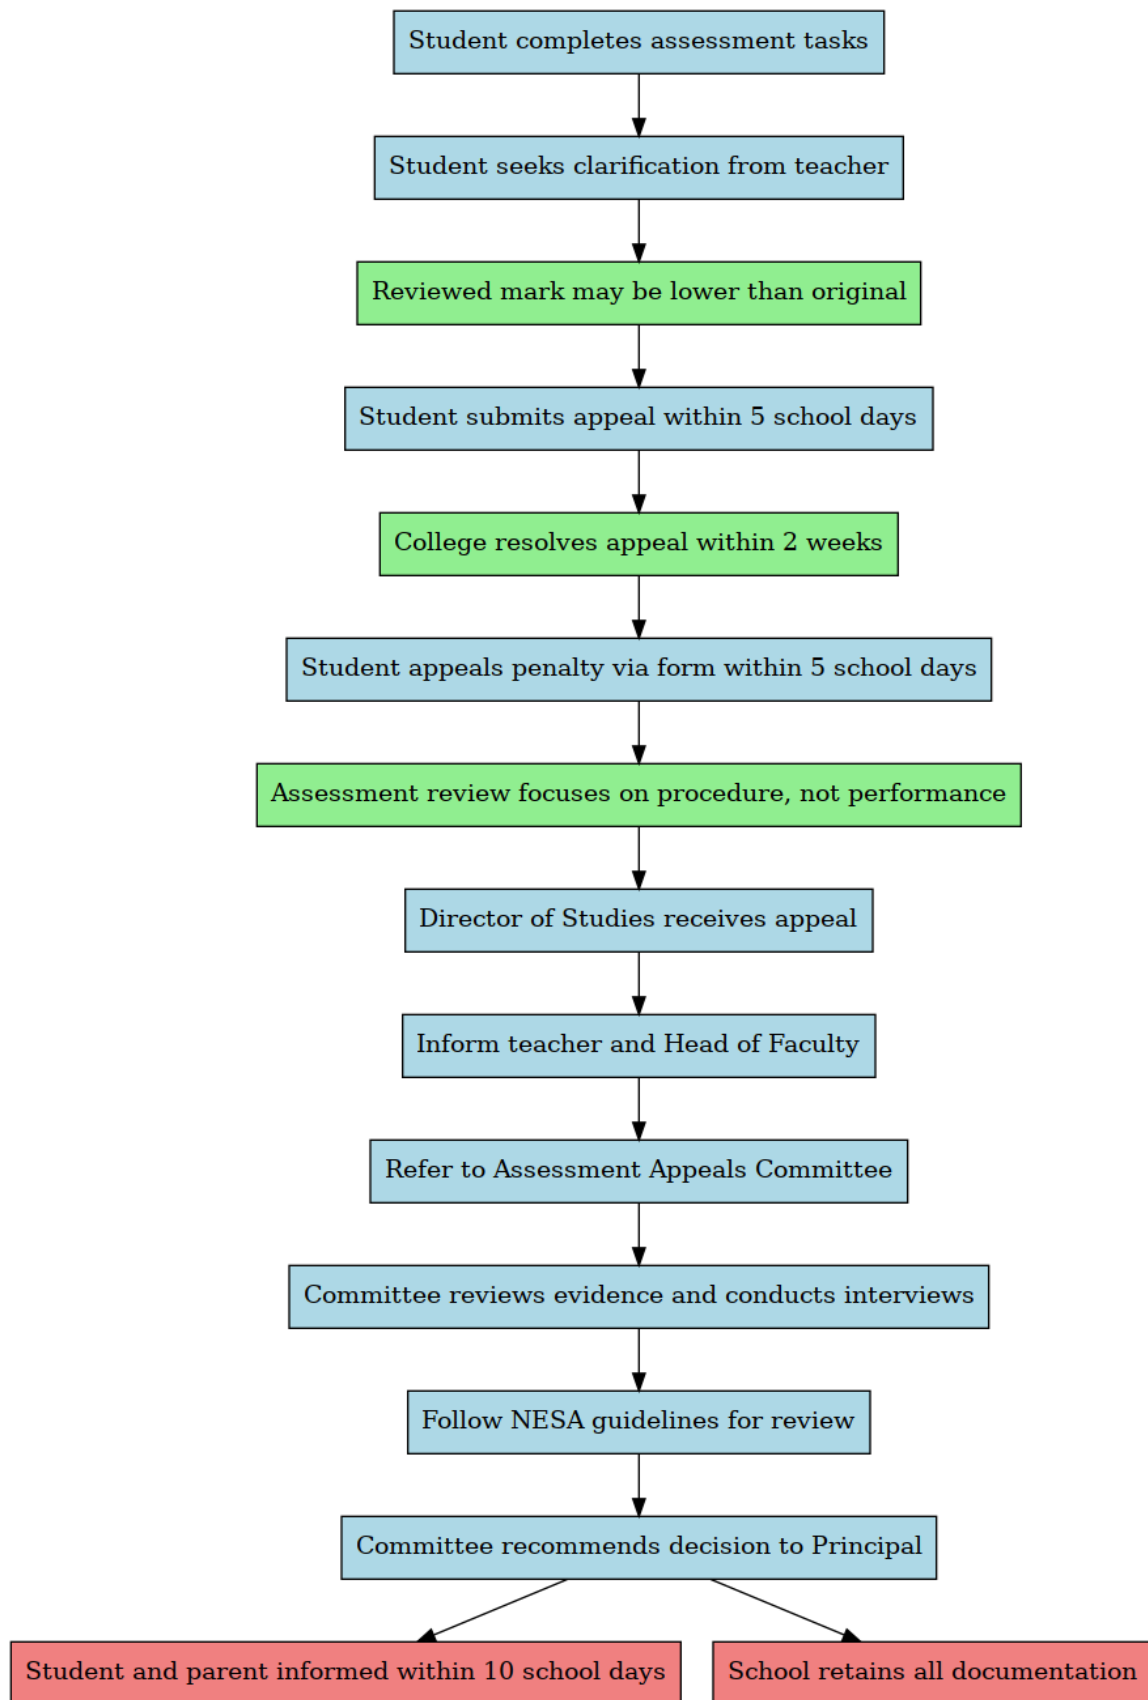 Student completes assessment tasks
Student seeks clarification from teacher
Reviewed mark may be lower than original
Student submits appeal within 5 school days
College resolves appeal within 2 weeks
Student appeals penalty via form within 5 school days
Assessment review focuses on procedure, not performance
Director of Studies receives appeal
Inform teacher and Head of Faculty
Refer to Assessment Appeals Committee
Committee reviews evidence and conducts interviews
Follow NESA guidelines for review
Committee recommends decision to Principal
Student and parent informed within 10 school days
School retains all documentation